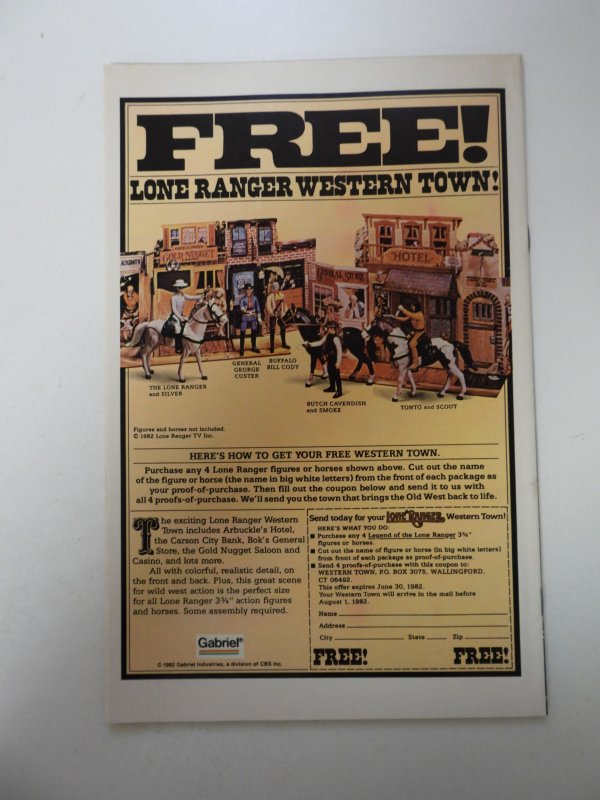 FREE!
LONE RANGER WESTERN TOWN!
GOLD NUGGET
GENERAL STORE
HOTEL
THE LONE RANGER
and SILVER
GENERAL
GEORGE
CUSTER
BUFFALO
BILL CODY
BUTCH CAVENDISH
and SMOKE
TONTO and SCOUT
Figures and horses not included.
© 1982 Lone Ranger TV Inc.
HERE'S HOW TO GET YOUR FREE WESTERN TOWN.
Purchase any 4 Lone Ranger figures or horses shown above. Cut out the name
of the figure or horse (the name in big white letters) from the front of each package as
your proof-of-purchase. Then fill out the coupon below and send it to us with
all 4 proofs-of-purchase. We'll send you the town that brings the Old West back to life.
The exciting Lone Ranger Western
Town includes Arbuckle's Hotel,
the Carson City Bank, Bok's General
Store, the Gold Nugget Saloon and
Casino, and lots more.
All with colorful, realistic detail, on
the front and back. Plus, this great scene
for wild west action is the perfect size
for all Lone Ranger 3¾" action figures
and horses. Some assembly required.
Gabriel®
© 1982 Gabriel Industries, a division of CBS Inc.
Send today for your LONE RANGER Western Town!
HERE'S WHAT YOU DO:
■ Purchase any 4 Legend of the Lone Ranger 3¾"
figures or horses.
■ Cut out the name of figure or horse (in big white letters)
from front of each package as proof-of-purchase.
■ Send 4 proofs-of-purchase with this coupon to:
WESTERN TOWN, P.O. BOX 3075, WALLINGFORD,
CT 06492.
This offer expires June 30, 1982.
Your Western Town will arrive in the mail before
August 1, 1982.
Name
Address
City State Zip
FREE! FREE!